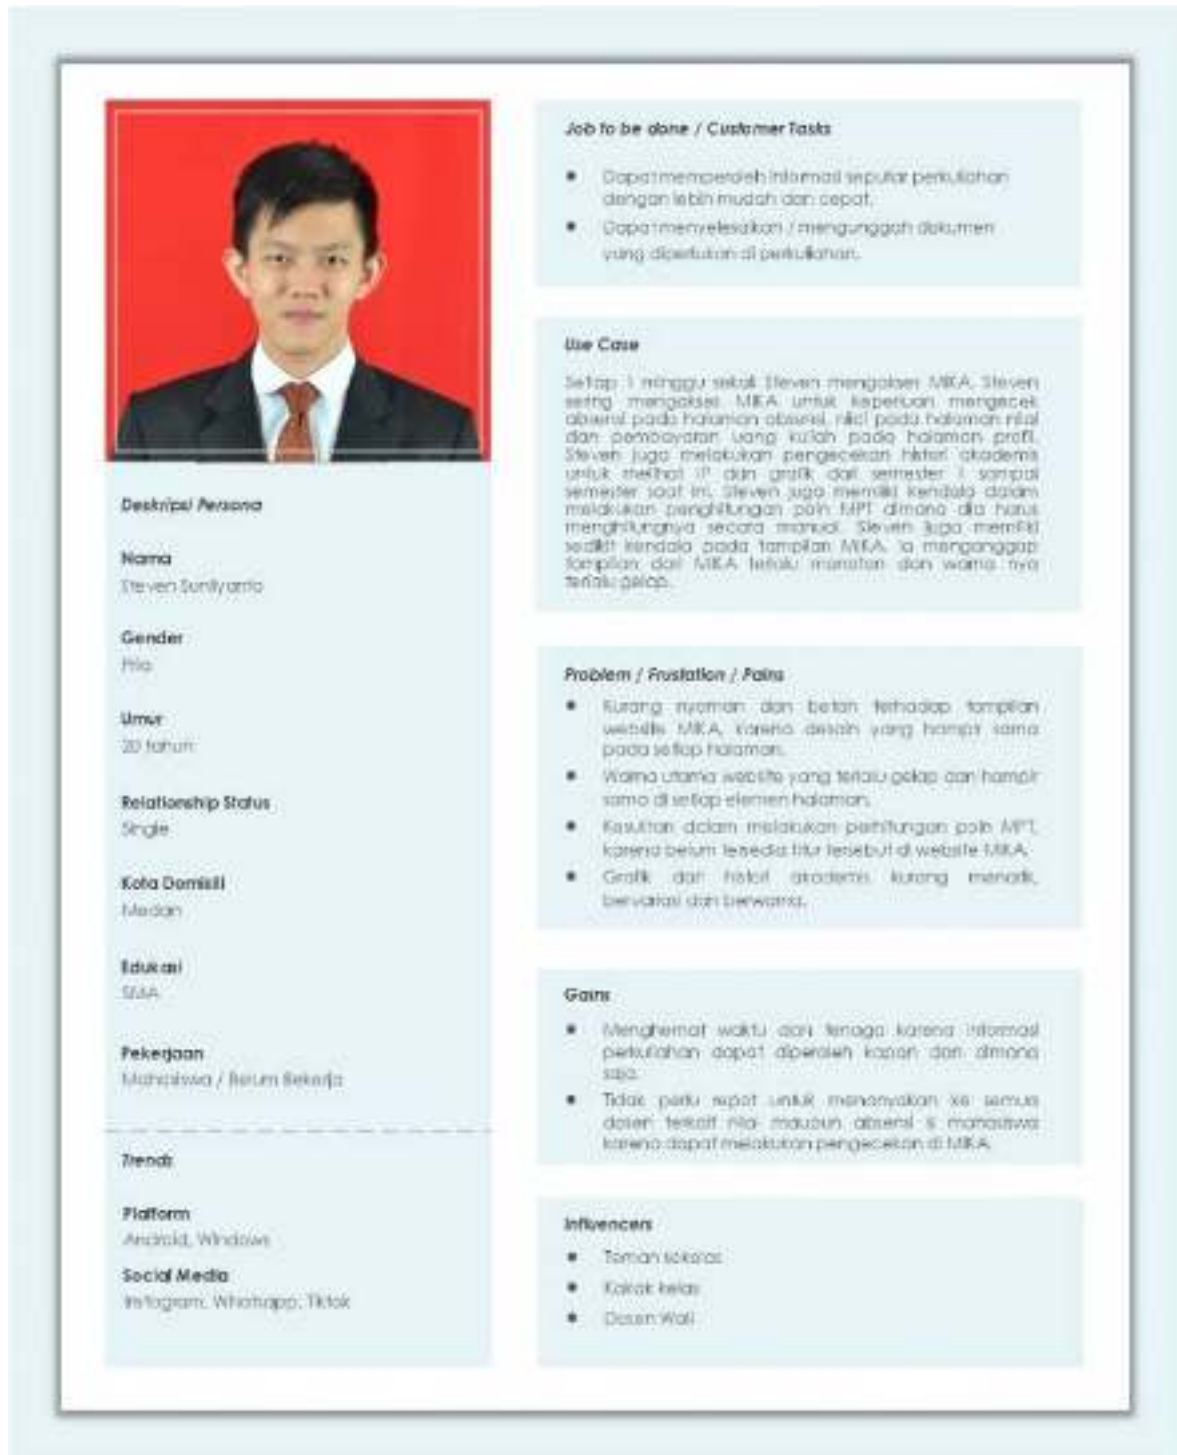 Deskripsi Persona
Nama
Steven Suniyanto
Gender
Pria
Umur
20 tahun
Relationship Status
Single
Kota Domisili
Medan
Edukasi
SMA
Pekerjaan
Mahasiswa / Belum Bekerja
Trends
Platform
Android, Windows
Social Media
Instagram, Whatsapp, Tiktok
Job to be done / Customer Tasks
• Dapat memperoleh informasi seputar perkuliahan
dengan lebih mudah dan cepat.
• Dapat menyelesaikan / mengunggah dokumen
yang diperlukan di perkuliahan.
Use Case
Setiap 1 minggu sekali Steven mengakses MIKA. Steven
sering mengakses MIKA untuk keperluan mengecek
absensi pada halaman absensi, nilai pada halaman nilai
dan pembayaran uang kuliah pada halaman profil.
Steven juga melakukan pengecekan histori akademis
untuk melihat IP dan grafik dari semester 1 sampai
semester saat ini. Steven juga memiliki kendala dalam
melakukan penghitungan poin MPT dimana dia harus
menghitungnya secara manual. Steven juga memiliki
sedikit kendala pada tampilan MIKA. Ia menganggap
tampilan dari MIKA terlalu monoton dan warna nya
terlalu gelap.
Problem / Frustation / Pains
• Kurang nyaman dan betah terhadap tampilan
website MIKA, karena desain yang hampir sama
pada setiap halaman.
• Warna utama website yang terlalu gelap dan hampir
sama di setiap elemen halaman.
• Kesulitan dalam melakukan perhitungan poin MPT,
karena belum tersedia fitur tersebut di website MIKA.
• Grafik dari histori akademis kurang menarik,
bervariasi dan berwarna.
Gains
• Menghemat waktu dan tenaga karena informasi
perkuliahan dapat diperoleh kapan dan dimana
saja.
• Tidak perlu repot untuk menanyakan ke semua
dosen terkait nilai maupun absensi si mahasiswa
karena dapat melakukan pengecekan di MIKA.
Influencers
• Teman sekelas
• Kakak kelas
• Dosen Wali